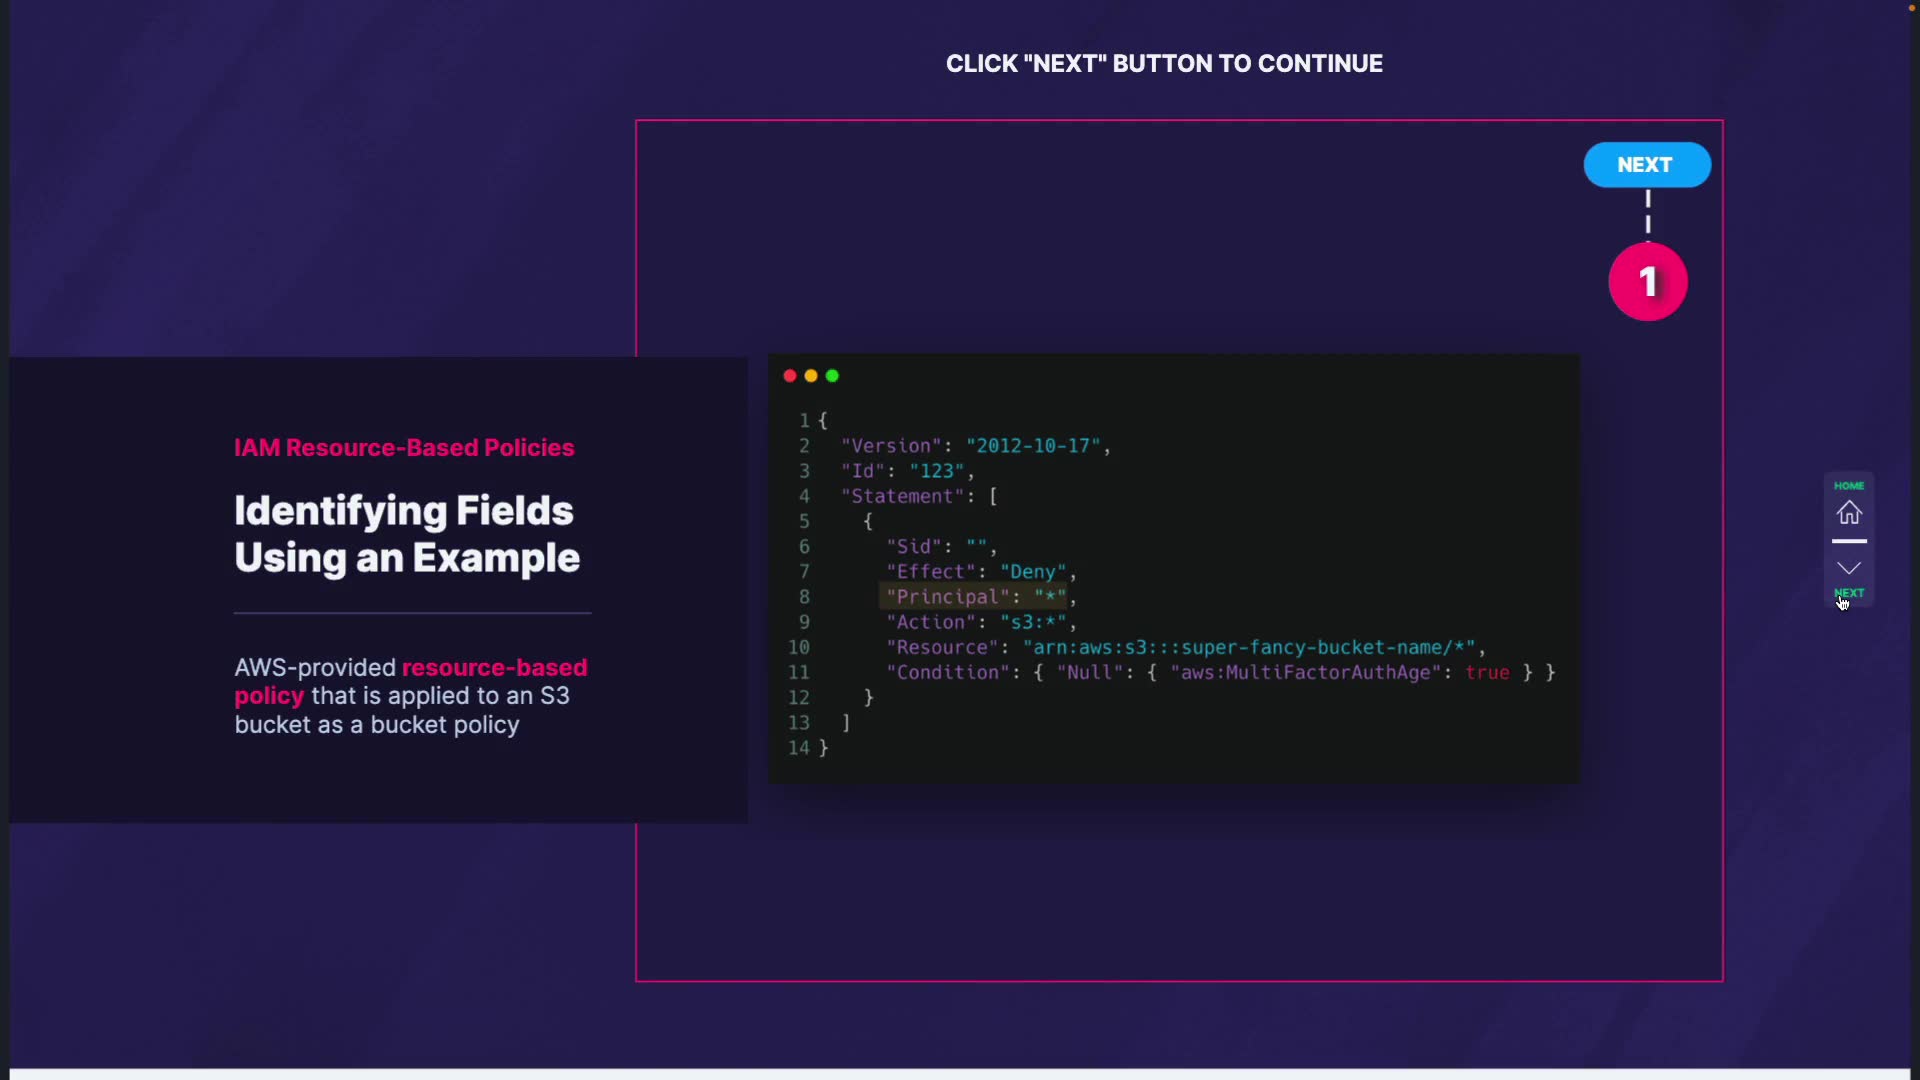 CLICK "NEXT" BUTTON TO CONTINUE
NEXT
1
IAM Resource-Based Policies
Identifying Fields
Using an Example
AWS-provided resource-based
policy that is applied to an S3
bucket as a bucket policy
1 {
2   "Version": "2012-10-17",
3   "Id": "123",
4   "Statement": [
5     {
6       "Sid": "",
7       "Effect": "Deny",
8       "Principal": "*",
9       "Action": "s3:*",
10       "Resource": "arn:aws:s3:::super-fancy-bucket-name/*",
11       "Condition": { "Null": { "aws:MultiFactorAuthAge": true } }
12     }
13   ]
14 }
HOME
NEXT